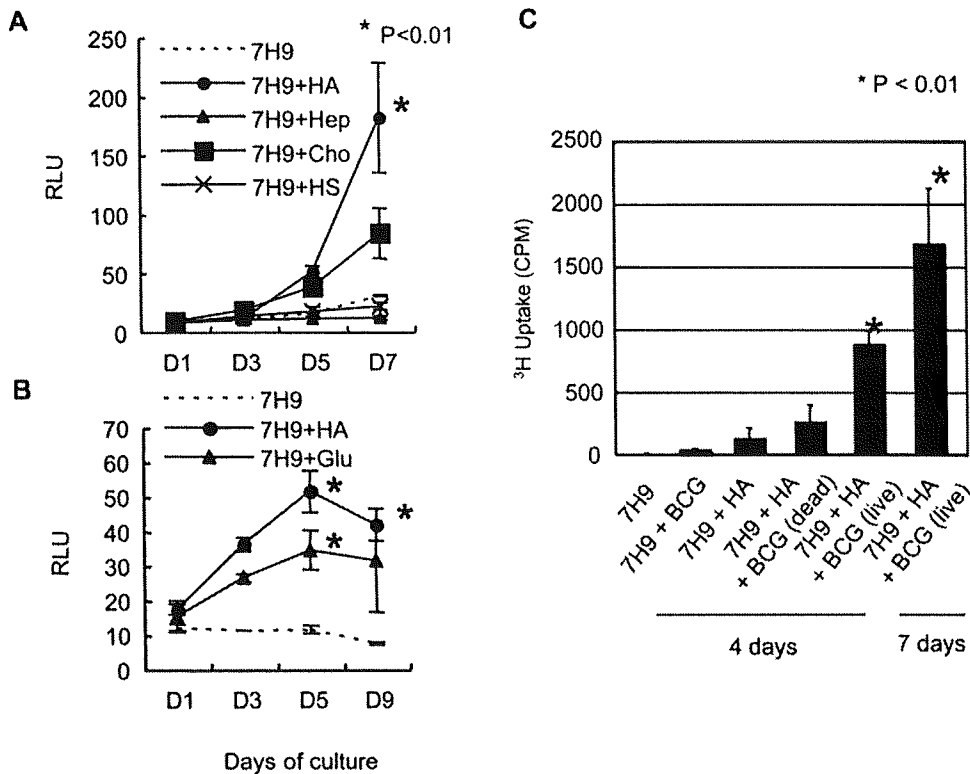 A
* P<0.01
250
200
150
100
50
0
RLU
7H9
7H9+HA
7H9+Hep
7H9+Cho
7H9+HS
*
D1 D3 D5 D7
B
70
60
50
40
30
20
10
0
RLU
7H9
7H9+HA
7H9+Glu
*
*
*
D1 D3 D5 D9
Days of culture
C
* P < 0.01
2500
2000
1500
1000
500
0
³H Uptake (CPM)
*
*
7H9
7H9 + BCG
7H9 + HA
7H9 + HA
+ BCG (dead)
7H9 + HA
+ BCG (live)
7H9 + HA
+ BCG (live)
4 days
7 days